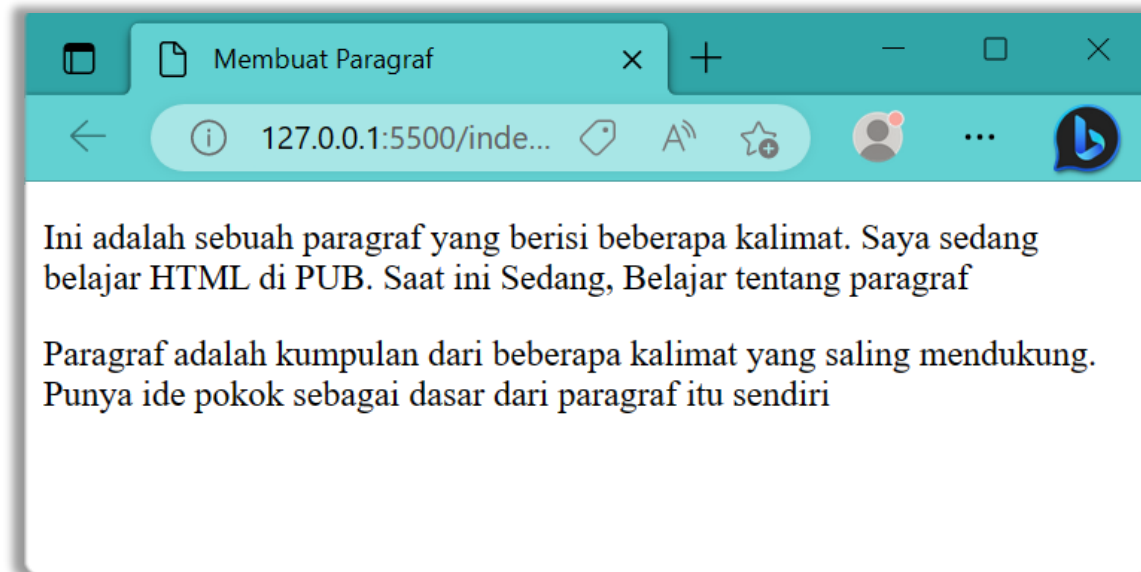 Membuat Paragraf
127.0.0.1:5500/inde...
Ini adalah sebuah paragraf yang berisi beberapa kalimat. Saya sedang
belajar HTML di PUB. Saat ini Sedang, Belajar tentang paragraf
Paragraf adalah kumpulan dari beberapa kalimat yang saling mendukung.
Punya ide pokok sebagai dasar dari paragraf itu sendiri